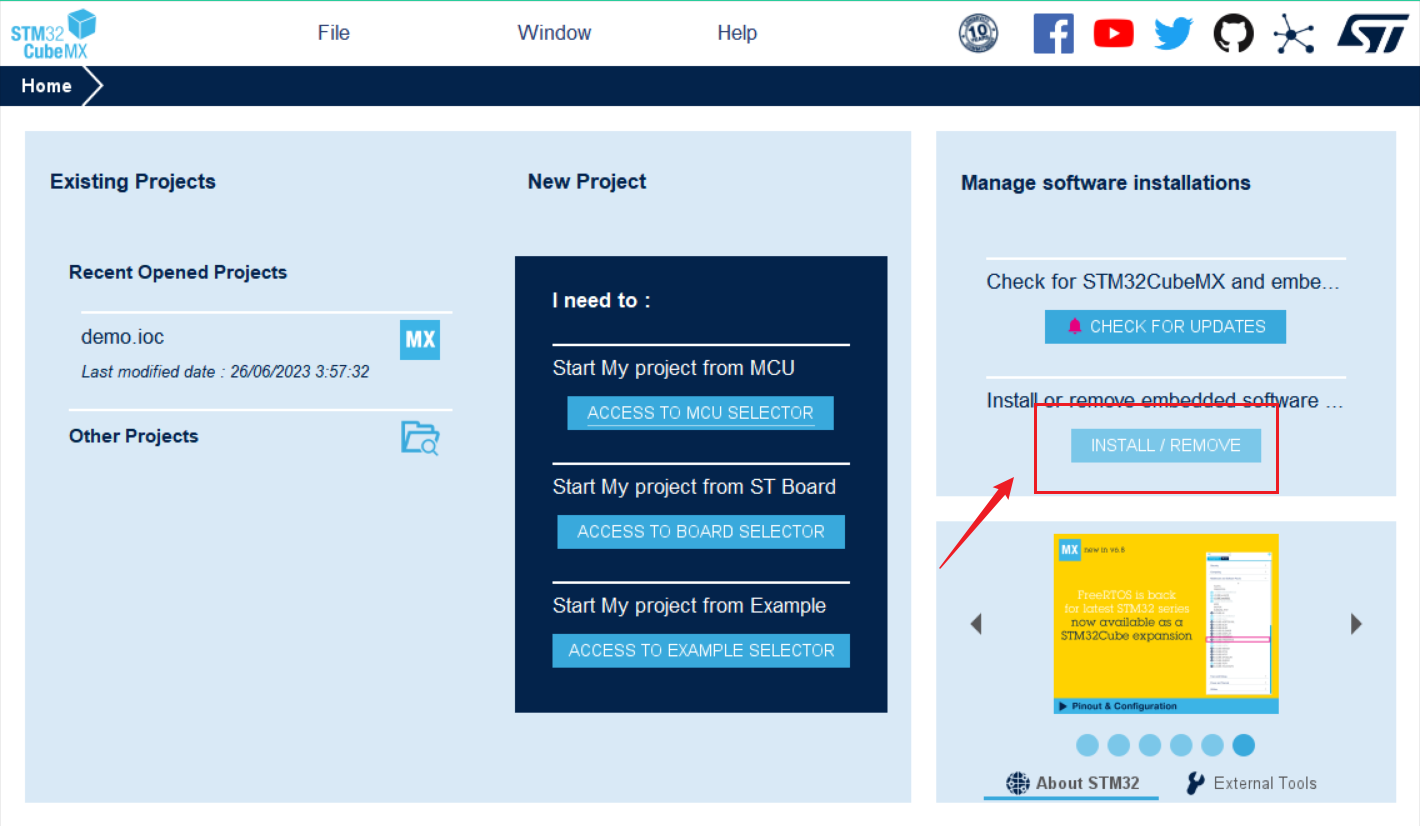 STM32
CubeMX
File
Window
Help
10
Home
Existing Projects
Recent Opened Projects
demo.ioc
MX
Last modified date : 26/06/2023 3:57:32
Other Projects
New Project
I need to :
Start My project from MCU
ACCESS TO MCU SELECTOR
Start My project from ST Board
ACCESS TO BOARD SELECTOR
Start My project from Example
ACCESS TO EXAMPLE SELECTOR
Manage software installations
Check for STM32CubeMX and embe...
CHECK FOR UPDATES
Install or remove embedded software ...
INSTALL / REMOVE
MX new in v6.8
FreeRTOS is back
for latest STM32 series
now available as a
STM32Cube expansion
Pinout & Configuration
About STM32
External Tools